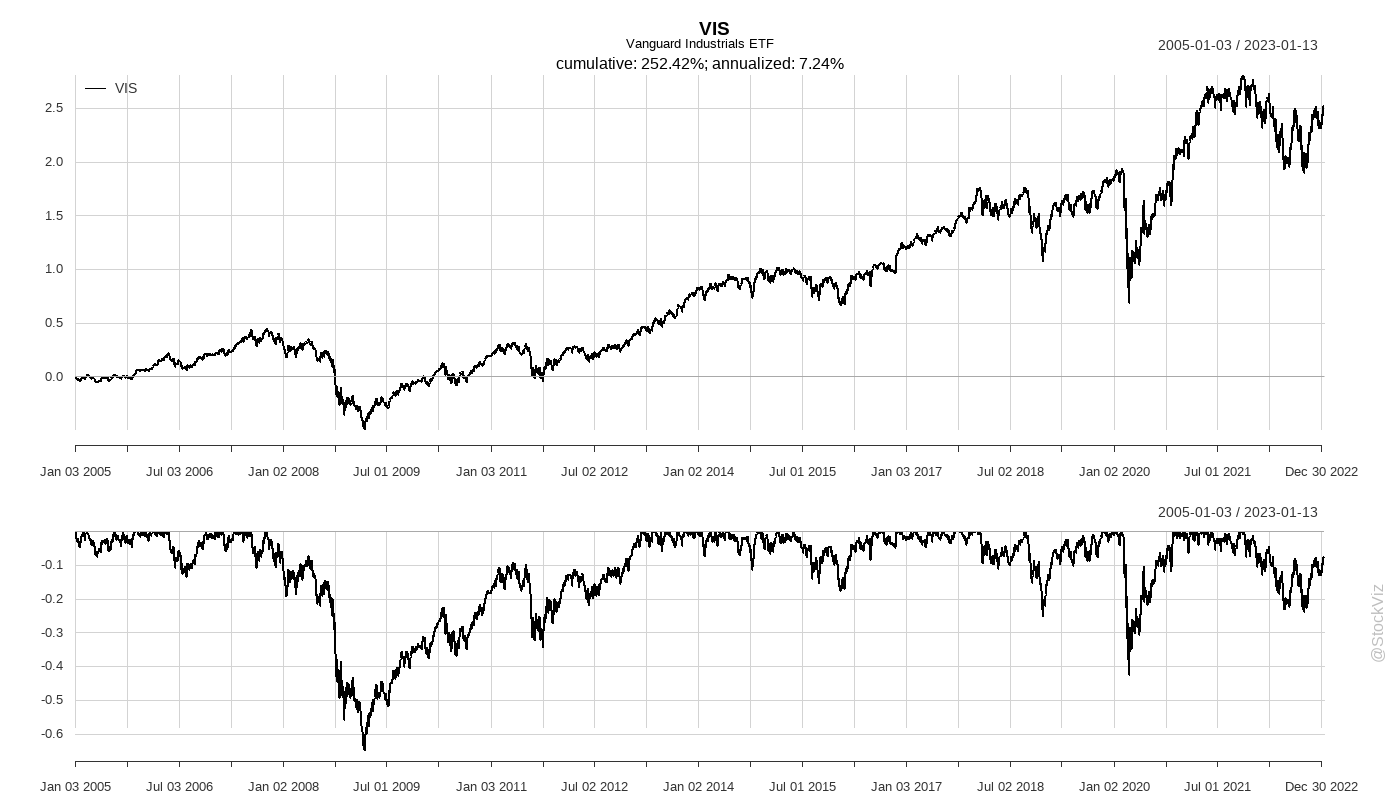 VIS
Vanguard Industrials ETF
2005-01-03 / 2023-01-13
cumulative: 252.42%; annualized: 7.24%
VIS
2.5
2.0
1.5
1.0
0.5
0.0
Jan 03 2005 Jul 03 2006 Jan 02 2008 Jul 01 2009 Jan 03 2011 Jul 02 2012 Jan 02 2014 Jul 01 2015 Jan 03 2017 Jul 02 2018 Jan 02 2020 Jul 01 2021 Dec 30 2022
2005-01-03 / 2023-01-13
-0.1
-0.2
-0.3
-0.4
-0.5
-0.6
@StockViz
Jan 03 2005 Jul 03 2006 Jan 02 2008 Jul 01 2009 Jan 03 2011 Jul 02 2012 Jan 02 2014 Jul 01 2015 Jan 03 2017 Jul 02 2018 Jan 02 2020 Jul 01 2021 Dec 30 2022